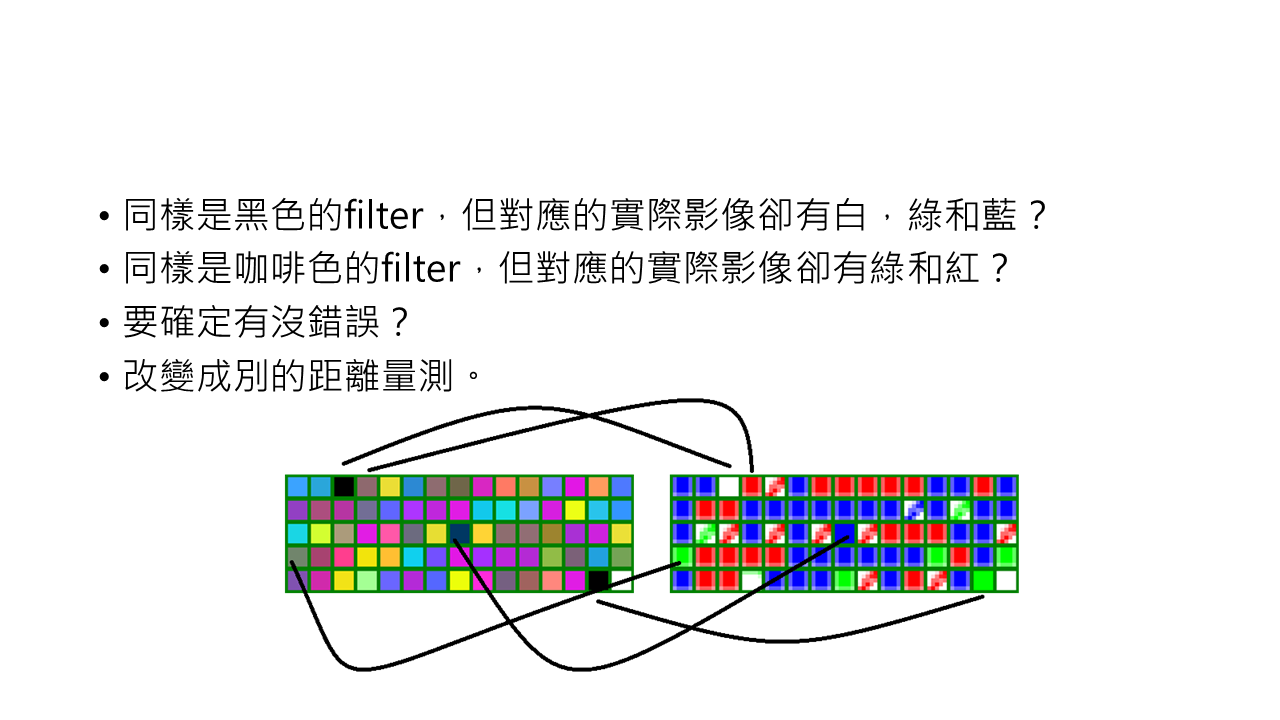 • 同樣是黑色的filter，但對應的實際影像卻有白，綠和藍？
• 同樣是咖啡色的filter，但對應的實際影像卻有綠和紅？
• 要確定有沒錯誤？
• 改變成別的距離量測。